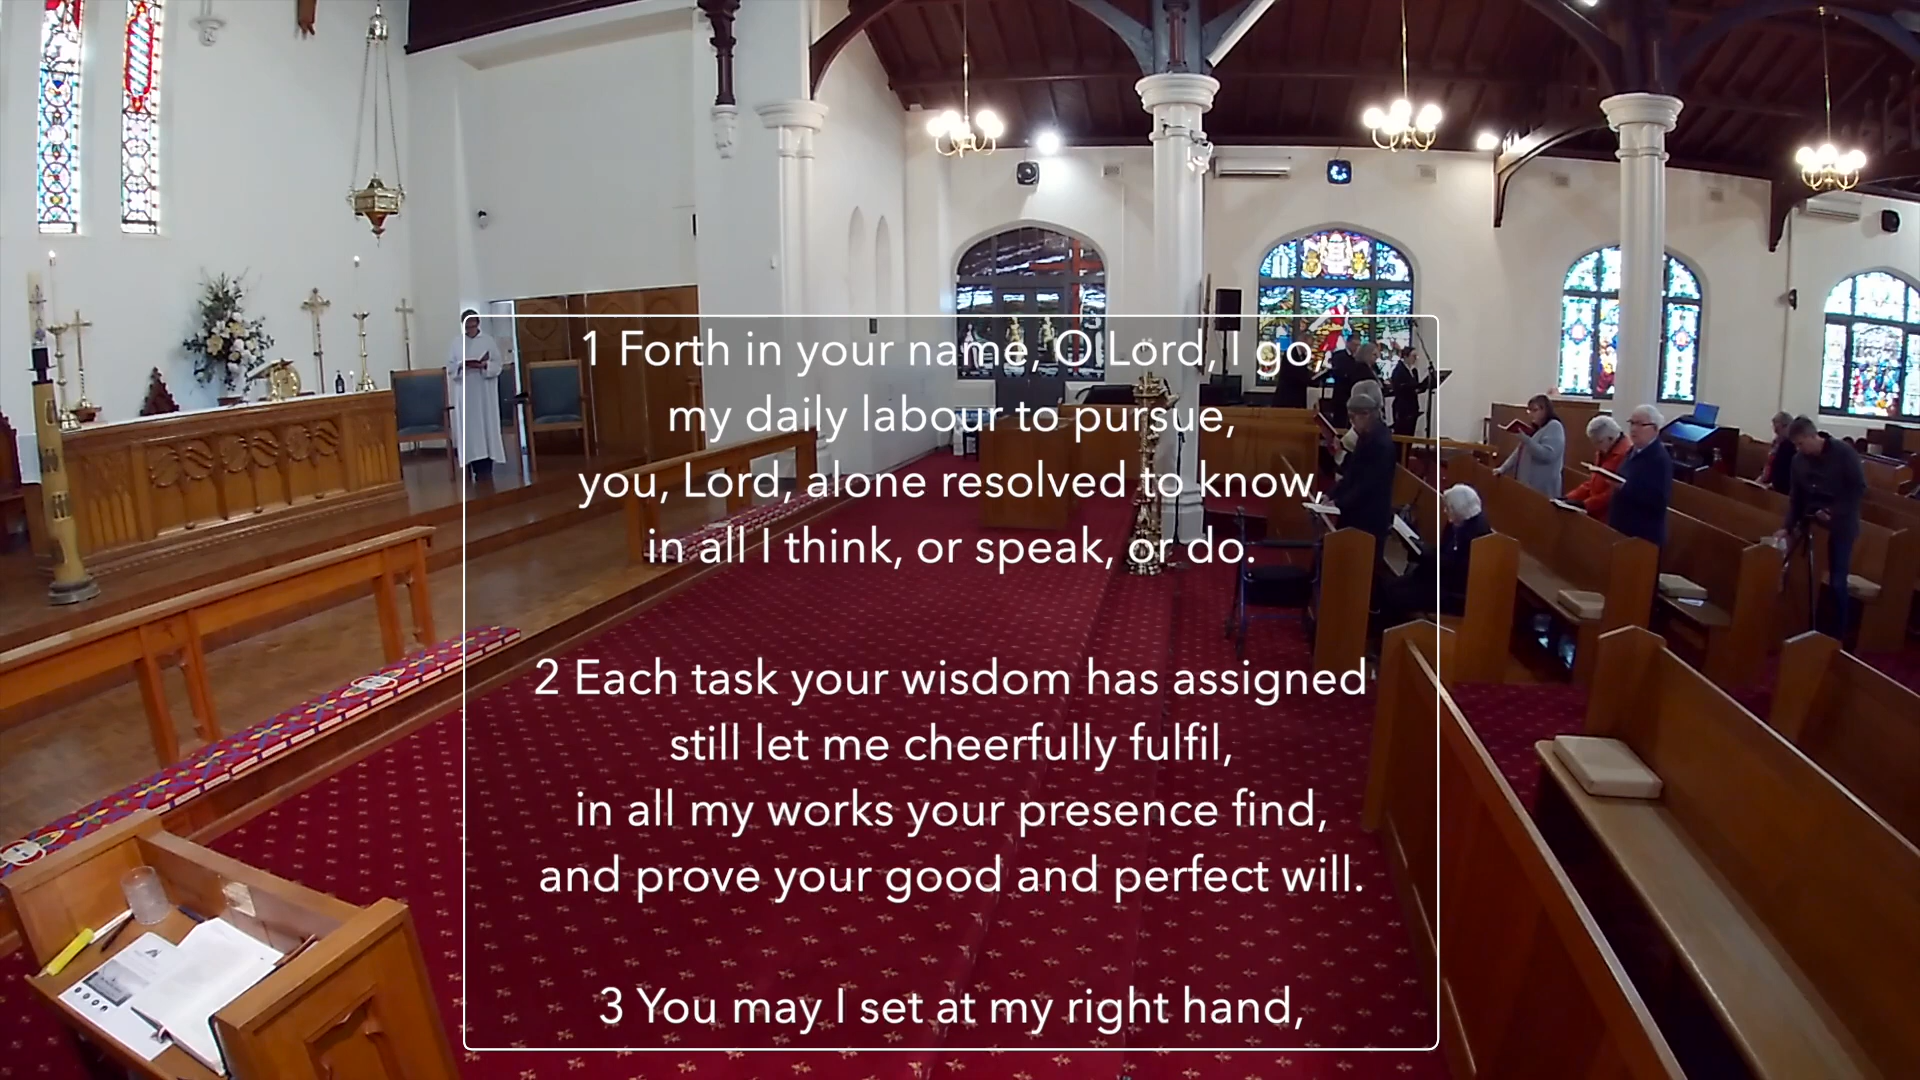 1 Forth in your name, O Lord, I go,
my daily labour to pursue,
you, Lord, alone resolved to know,
in all I think, or speak, or do.
2 Each task your wisdom has assigned
still let me cheerfully fulfil,
in all my works your presence find,
and prove your good and perfect will.
3 You may I set at my right hand,